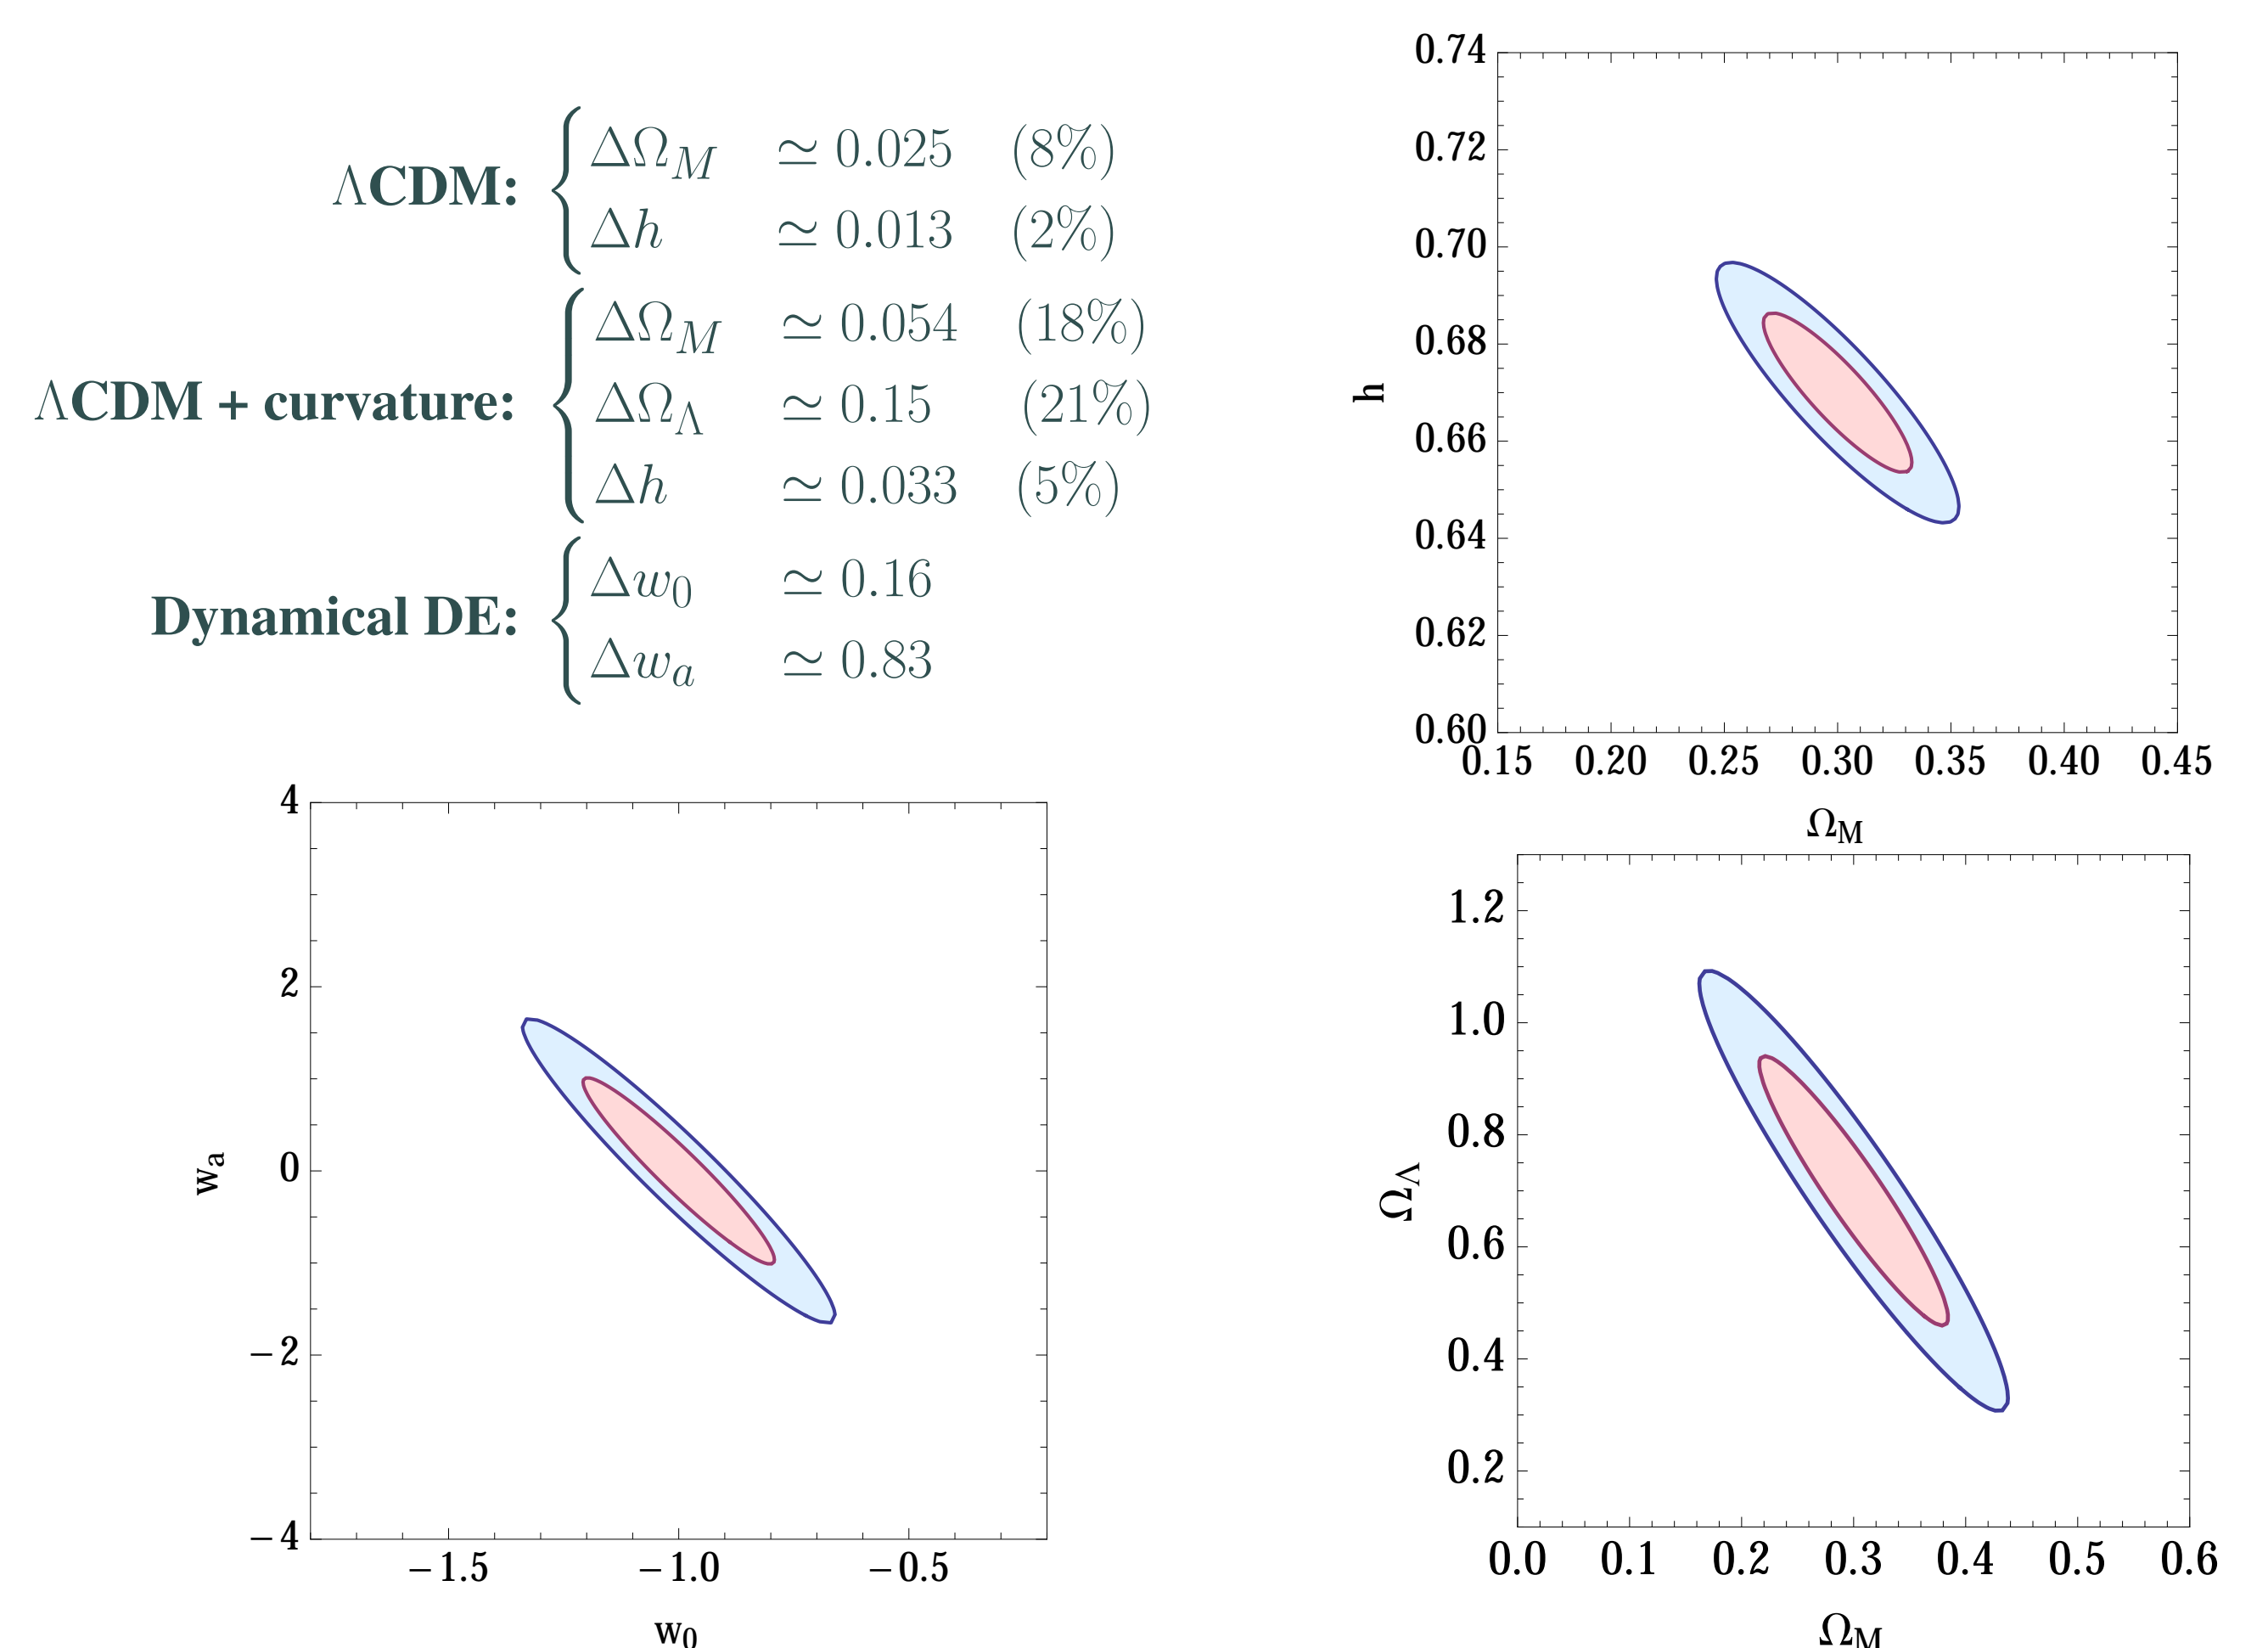 ΛCDM:
ΔΩ_M ≃ 0.025 (8%)
Δh ≃ 0.013 (2%)
ΛCDM + curvature:
ΔΩ_M ≃ 0.054 (18%)
ΔΩ_Λ ≃ 0.15 (21%)
Δh ≃ 0.033 (5%)
Dynamical DE:
Δw_0 ≃ 0.16
Δw_a ≃ 0.83
0.74
0.72
0.70
0.68
0.66
0.64
0.62
0.60
h
0.15 0.20 0.25 0.30 0.35 0.40 0.45
Ω_M
4
2
0
−2
−4
w_a
−1.5 −1.0 −0.5
w_0
1.2
1.0
0.8
0.6
0.4
0.2
Ω_Λ
0.0 0.1 0.2 0.3 0.4 0.5 0.6
Ω_M